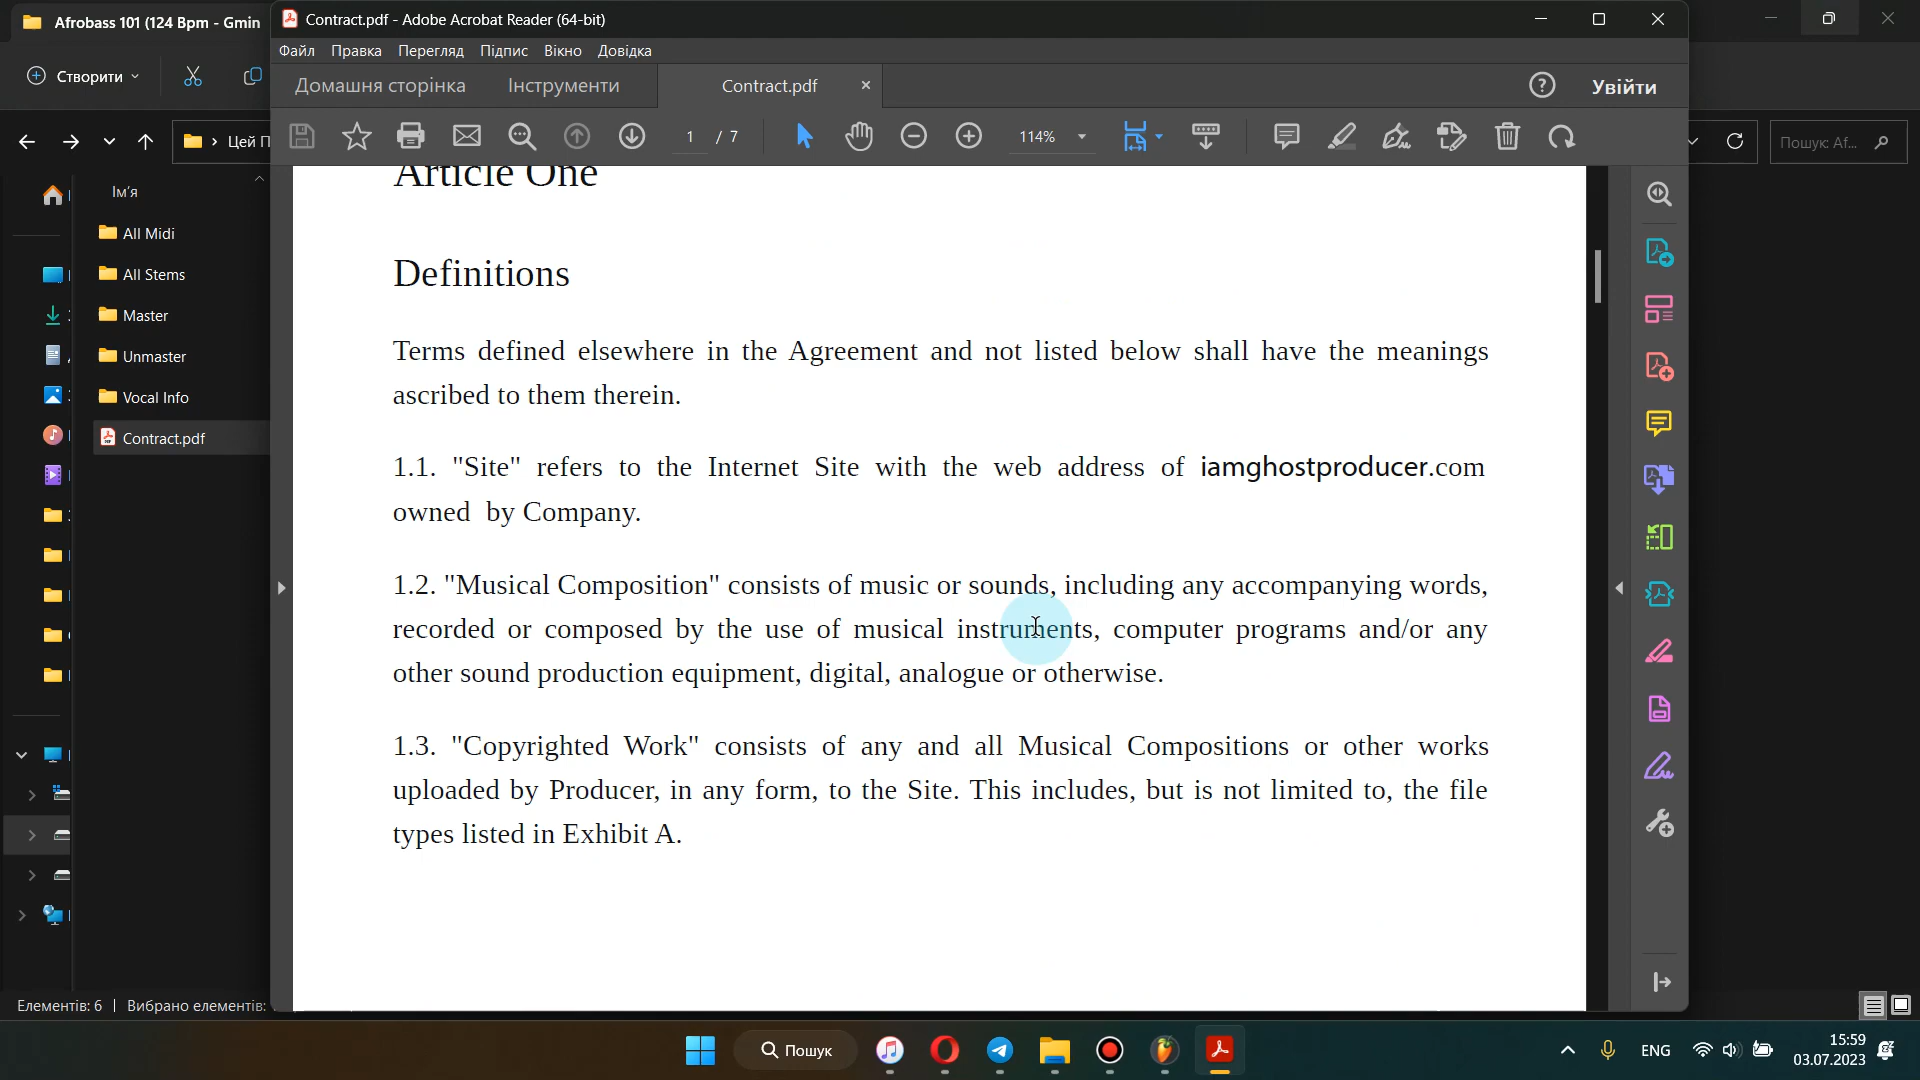 Afrobass 101 (124 Bpm - Gmin
Contract.pdf - Adobe Acrobat Reader (64-bit)
Файл Правка Перегляд Підпис Вікно Довідка
Створити
Домашня сторінка Інструменти Contract.pdf Увійти
1 / 7 114%
Цей П
Пошук: Af...
Ім'я
All Midi
All Stems
Master
Unmaster
Vocal Info
Contract.pdf
Article One
Definitions
Terms defined elsewhere in the Agreement and not listed below shall have the meanings
ascribed to them therein.
1.1. "Site" refers to the Internet Site with the web address of iamghostproducer.com
owned by Company.
1.2. "Musical Composition" consists of music or sounds, including any accompanying words,
recorded or composed by the use of musical instruments, computer programs and/or any
other sound production equipment, digital, analogue or otherwise.
1.3. "Copyrighted Work" consists of any and all Musical Compositions or other works
uploaded by Producer, in any form, to the Site. This includes, but is not limited to, the file
types listed in Exhibit A.
Елементів: 6 Вибрано елементів:
Пошук
ENG
15:59
03.07.2023